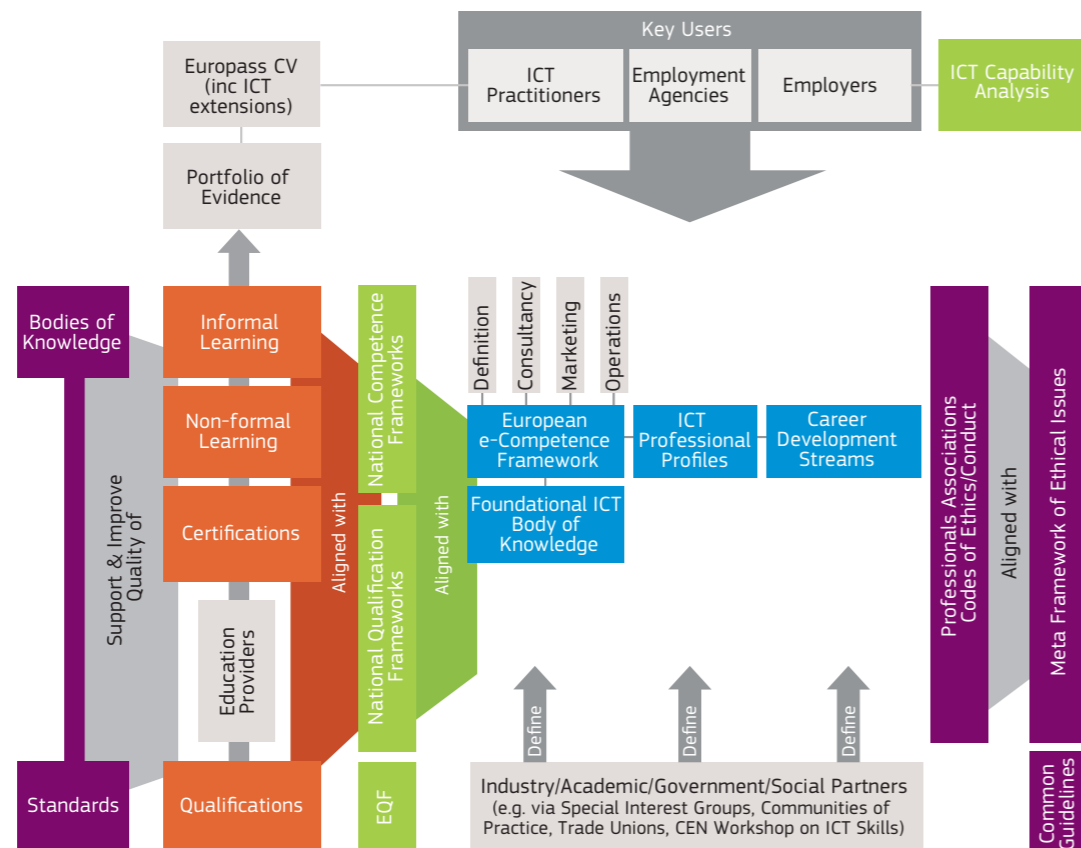 Key Users
Europass CV
(inc ICT
extensions)
ICT
Practitioners
Employment
Agencies
Employers
ICT Capability
Analysis
Portfolio of
Evidence
Bodies of
Knowledge
Standards
Support & Improve
Quality of
Informal
Learning
Non-formal
Learning
Certifications
Education
Providers
Qualifications
Aligned with
National Competence
Frameworks
National Qualification
Frameworks
EQF
Aligned with
Definition
Consultancy
Marketing
Operations
European
e-Competence
Framework
ICT
Professional
Profiles
Career
Development
Streams
Foundational ICT
Body of
Knowledge
Define
Define
Define
Industry/Academic/Government/Social Partners
(e.g. via Special Interest Groups, Communities of
Practice, Trade Unions, CEN Workshop on ICT Skills)
Professionals Associations
Codes of Ethics/Conduct
Aligned with
Meta Framework of Ethical Issues
Common
Guidelines